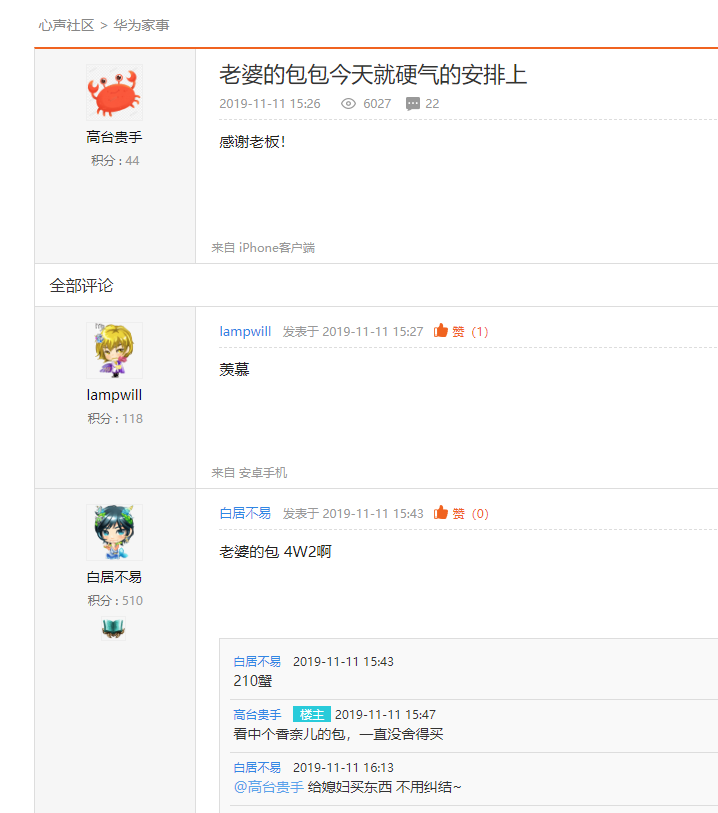 心声社区 > 华为家事
老婆的包包今天就硬气的安排上
2019-11-11 15:26 6027 22
感谢老板！
高台贵手
积分 : 44
来自 iPhone客户端
全部评论
lampwill 发表于 2019-11-11 15:27 赞（1）
羡慕
lampwill
积分 : 118
来自 安卓手机
白居不易 发表于 2019-11-11 15:43 赞（0）
老婆的包 4W2啊
白居不易
积分 : 510
白居不易 2019-11-11 15:43
210蟹
高台贵手 楼主 2019-11-11 15:47
看中个香奈儿的包，一直没舍得买
白居不易 2019-11-11 16:13
@高台贵手 给媳妇买东西 不用纠结~